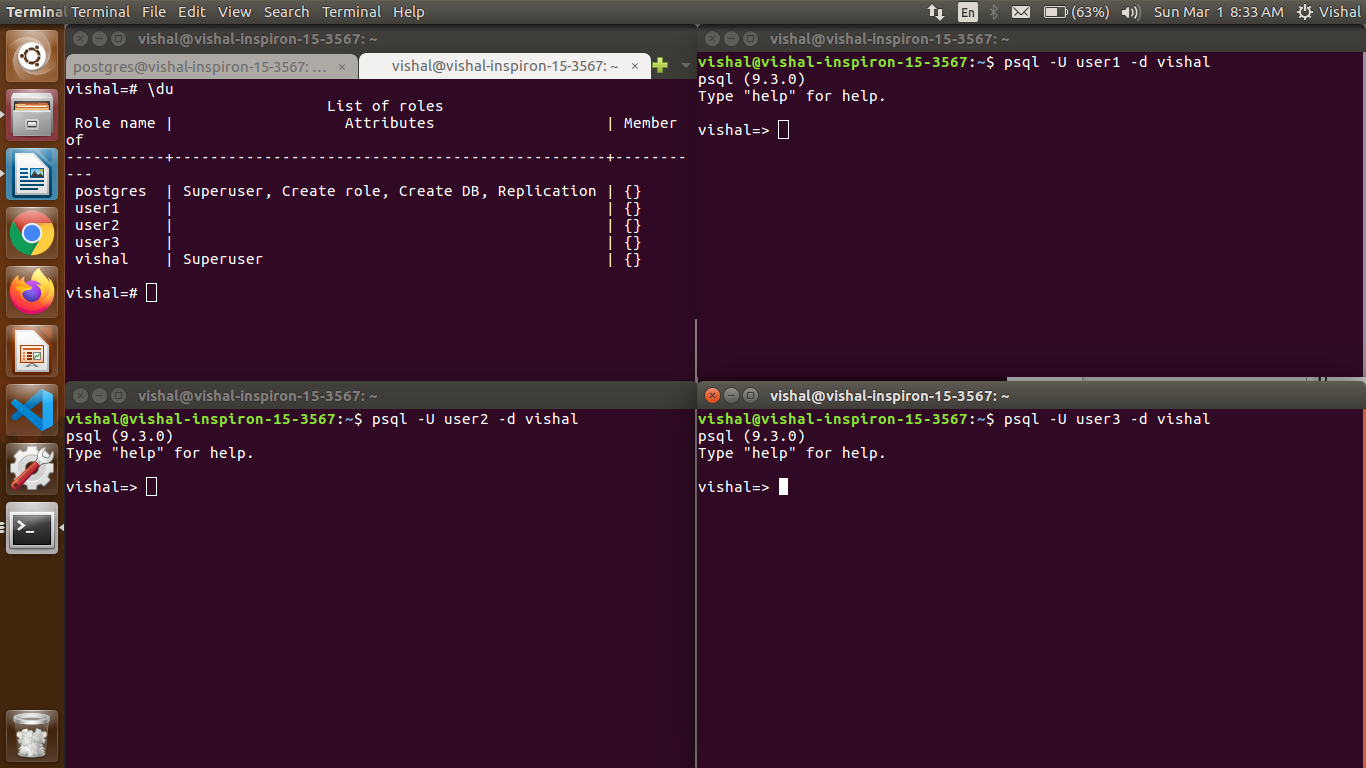 Terminal Terminal File Edit View Search Terminal Help En (63%) Sun Mar 1 8:33 AM Vishal
vishal@vishal-inspiron-15-3567: ~
postgres@vishal-inspiron-15-3567: ... × vishal@vishal-inspiron-15-3567: ~ ×
vishal=# \du
                             List of roles
 Role name |                   Attributes                   | Member
of
-----------+------------------------------------------------+--------
---
 postgres  | Superuser, Create role, Create DB, Replication | {}
 user1     |                                                | {}
 user2     |                                                | {}
 user3     |                                                | {}
 vishal    | Superuser                                      | {}
vishal=#
vishal@vishal-inspiron-15-3567: ~
vishal@vishal-inspiron-15-3567:~$ psql -U user1 -d vishal
psql (9.3.0)
Type "help" for help.
vishal=>
vishal@vishal-inspiron-15-3567: ~
vishal@vishal-inspiron-15-3567:~$ psql -U user2 -d vishal
psql (9.3.0)
Type "help" for help.
vishal=>
vishal@vishal-inspiron-15-3567: ~
vishal@vishal-inspiron-15-3567:~$ psql -U user3 -d vishal
psql (9.3.0)
Type "help" for help.
vishal=>